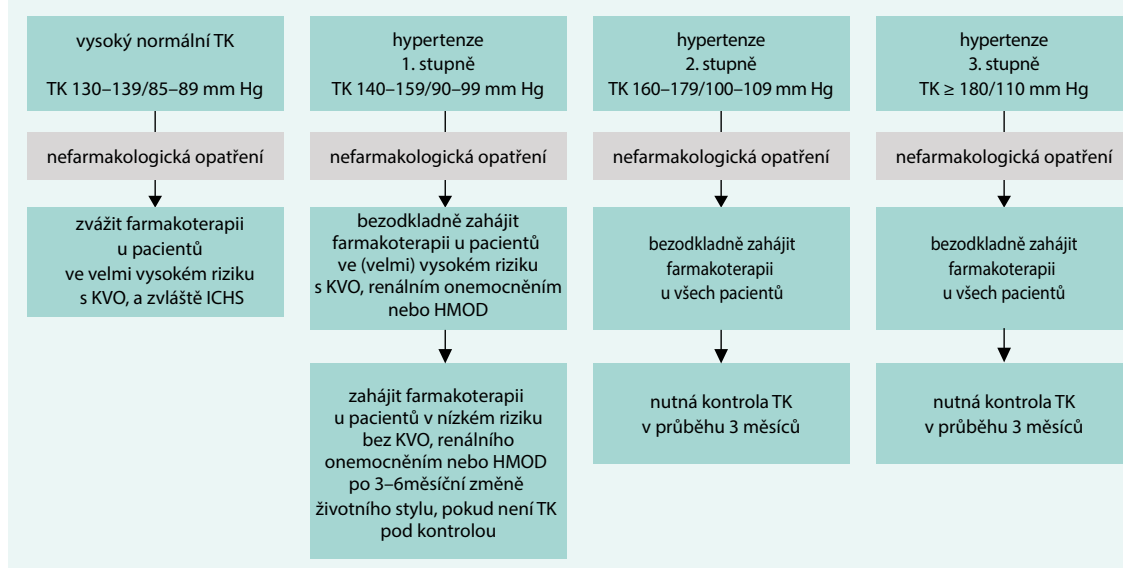 vysoký normální TK
TK 130–139/85–89 mm Hg
nefarmakologická opatření
zvážit farmakoterapii
u pacientů
ve velmi vysokém riziku
s KVO, a zvláště ICHS
hypertenze
1. stupně
TK 140–159/90–99 mm Hg
nefarmakologická opatření
bezodkladně zahájit
farmakoterapii u pacientů
ve (velmi) vysokém riziku
s KVO, renálním onemocněním
nebo HMOD
zahájit farmakoterapii
u pacientů v nízkém riziku
bez KVO, renálního
onemocněním nebo HMOD
po 3–6měsíční změně
životního stylu, pokud není TK
pod kontrolou
hypertenze
2. stupně
TK 160–179/100–109 mm Hg
nefarmakologická opatření
bezodkladně zahájit
farmakoterapii
u všech pacientů
nutná kontrola TK
v průběhu 3 měsíců
hypertenze
3. stupně
TK ≥ 180/110 mm Hg
nefarmakologická opatření
bezodkladně zahájit
farmakoterapii
u všech pacientů
nutná kontrola TK
v průběhu 3 měsíců